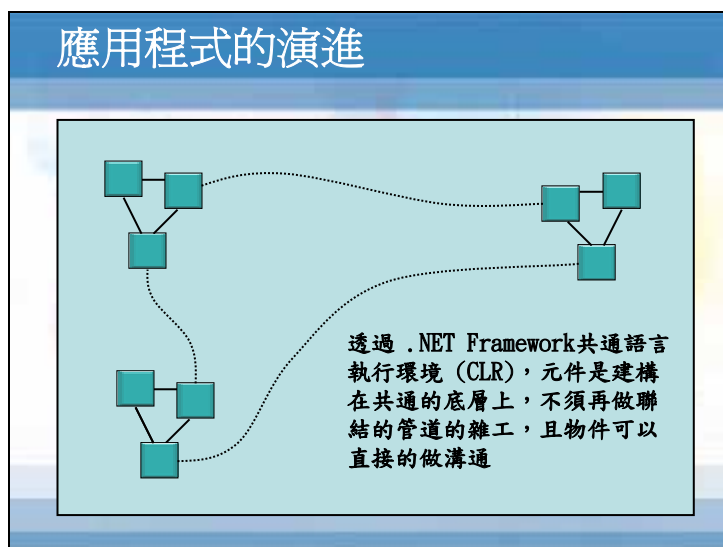 應用程式的演進
透過 .NET Framework共通語言
執行環境 (CLR)，元件是建構
在共通的底層上，不須再做聯
結的管道的雜工，且物件可以
直接的做溝通